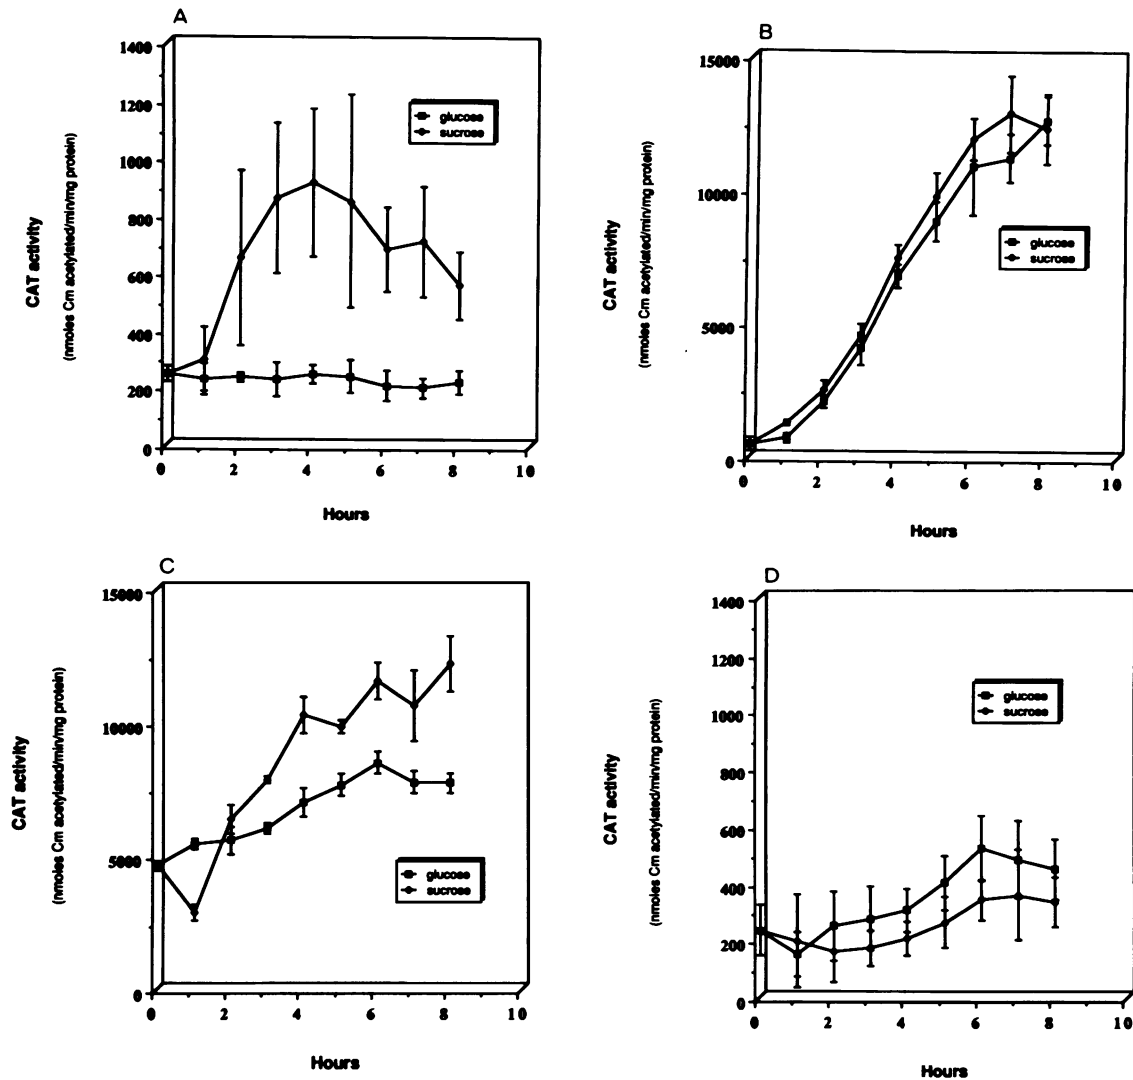 A
1400
1200
1000
800
600
400
200
0
0 2 4 6 8 10
glucose
sucrose
CAT activity
(nmoles Cm acetylated/min/mg protein)
Hours
B
15000
10000
5000
0
0 2 4 6 8 10
glucose
sucrose
CAT activity
(nmoles Cm acetylated/min/mg protein)
Hours
C
15000
10000
5000
0
0 2 4 6 8 10
glucose
sucrose
CAT activity
(nmoles Cm acetylated/min/mg protein)
Hours
D
1400
1200
1000
800
600
400
200
0
0 2 4 6 8 10
glucose
sucrose
CAT activity
(nmoles Cm acetylated/min/mg protein)
Hours